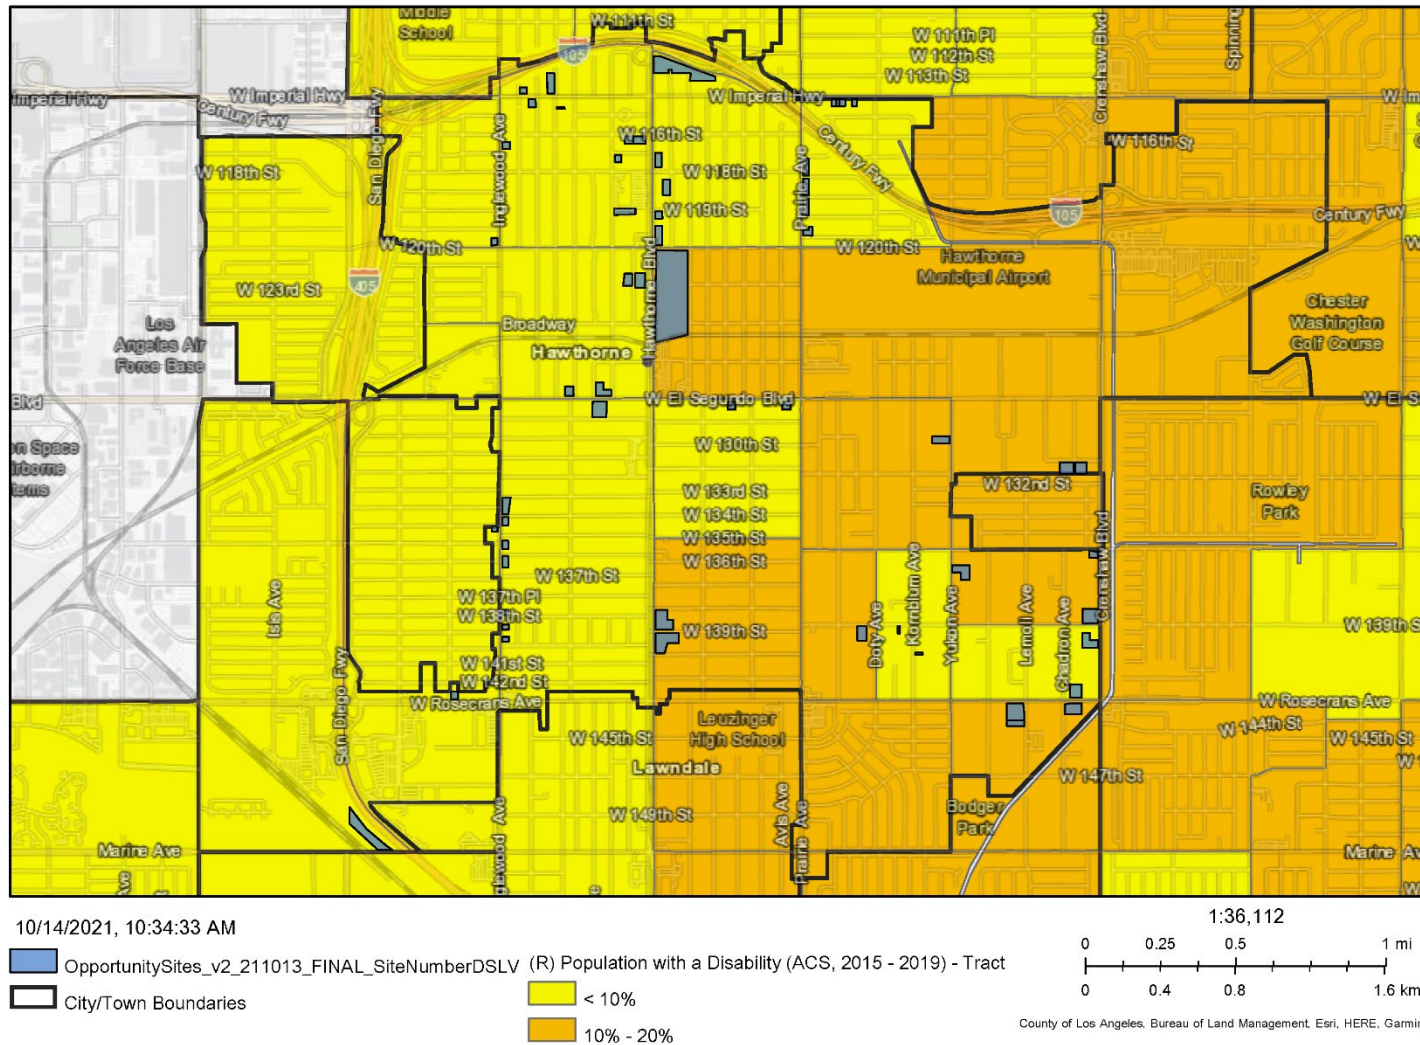 Middle
School
W 111th St
105
W 111th Pl
W 112th St
W 113th St
Crenshaw Blvd
Spinning
Imperial Hwy
W Imperial Hwy
Century Fwy
San Diego Fwy
W Imperial Hwy
Century Fwy
W 118th St
Inglewood Ave
W 116th St
W 118th St
W 119th St
Prairie Ave
W 116th St
105
Century Fwy
W 120th St
W 120th St
Hawthorne
Municipal Airport
W 123rd St
405
Hawthorne Blvd
Los
Angeles Air
Force Base
Broadway
Hawthorne
Chester
Washington
Golf Course
Blvd
W El Segundo Blvd
W El S
W 130th St
W 132nd St
W 133rd St
W 134th St
W 135th St
W 136th St
Rowley
Park
Crenshaw Blvd
W 137th St
W 137th Pl
W 138th St
Isis Ave
W 139th St
Doty Ave
Kornblum Ave
Yukon Ave
Lemoli Ave
Chadron Ave
W 139th S
W 141st St
W 142nd St
W Rosecrans Ave
San Diego Fwy
W Rosecrans Ave
W 144th St
W 145th St
W 145th St
Leuzinger
High School
Lawndale
W 147th St
W 149th St
Avis Ave
Prairie Ave
Bodger
Park
Marine Ave
nglewood Ave
Marine Av
10/14/2021, 10:34:33 AM
OpportunitySites_v2_211013_FINAL_SiteNumberDSLV
City/Town Boundaries
(R) Population with a Disability (ACS, 2015 - 2019) - Tract
< 10%
10% - 20%
1:36,112
0 0.25 0.5 1 mi
0 0.4 0.8 1.6 km
County of Los Angeles, Bureau of Land Management, Esri, HERE, Garmin